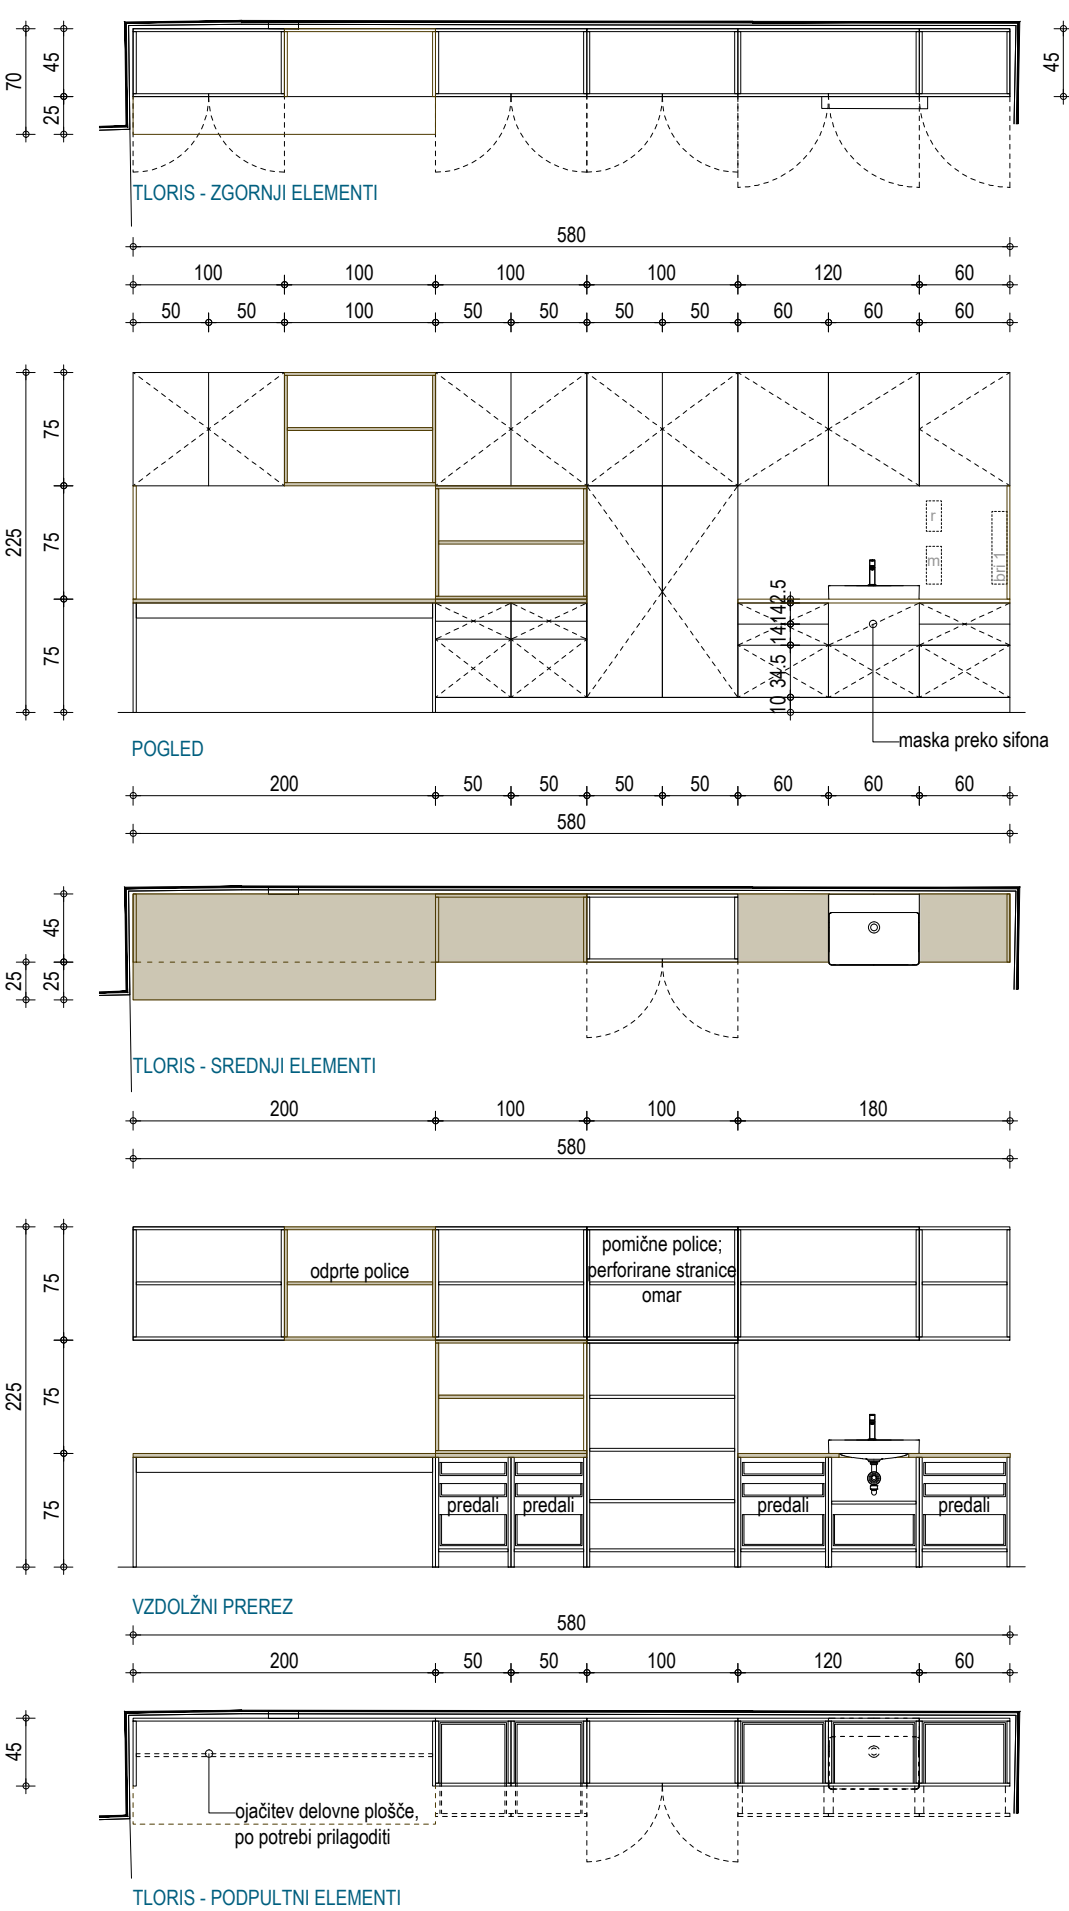 70
45
25
45
TLORIS - ZGORNJI ELEMENTI
580
100 100 100 100 120 60
50 50 100 50 50 50 50 60 60 60
225
75
75
75
r
m
bri 1
2.5
14
14
34.5
10
maska preko sifona
POGLED
200 50 50 50 50 60 60 60
580
45
25
25
TLORIS - SREDNJI ELEMENTI
200 100 100 180
580
225
75
75
75
odprte police
pomične police;
perforirane stranice
omar
predali predali predali predali
VZDOLŽNI PREREZ
580
200 50 50 100 120 60
45
ojačitev delovne plošče,
po potrebi prilagoditi
TLORIS - PODPULTNI ELEMENTI